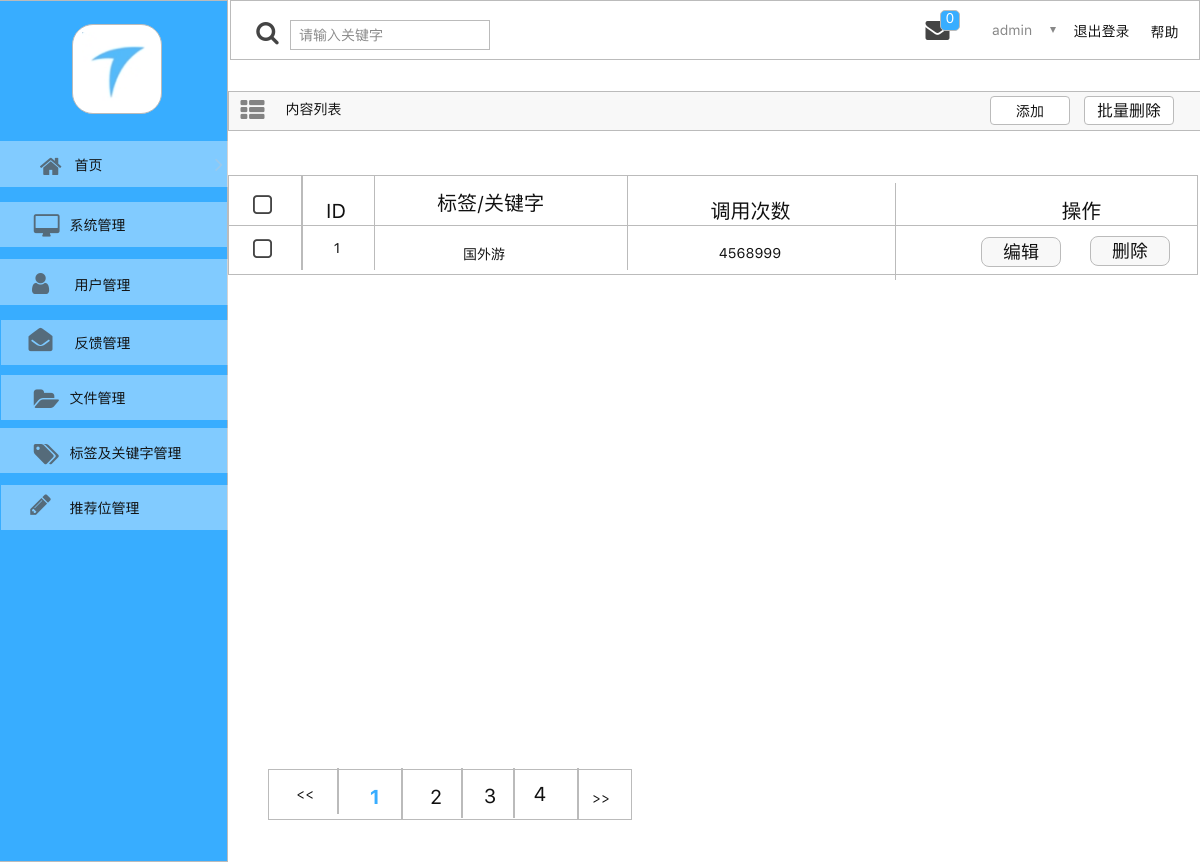 请输入关键字
0
admin
退出登录
帮助
内容列表
添加
批量删除
首页
系统管理
用户管理
反馈管理
文件管理
标签及关键字管理
推荐位管理
ID
标签/关键字
调用次数
操作
1
国外游
4568999
编辑
删除
<<
1
2
3
4
>>